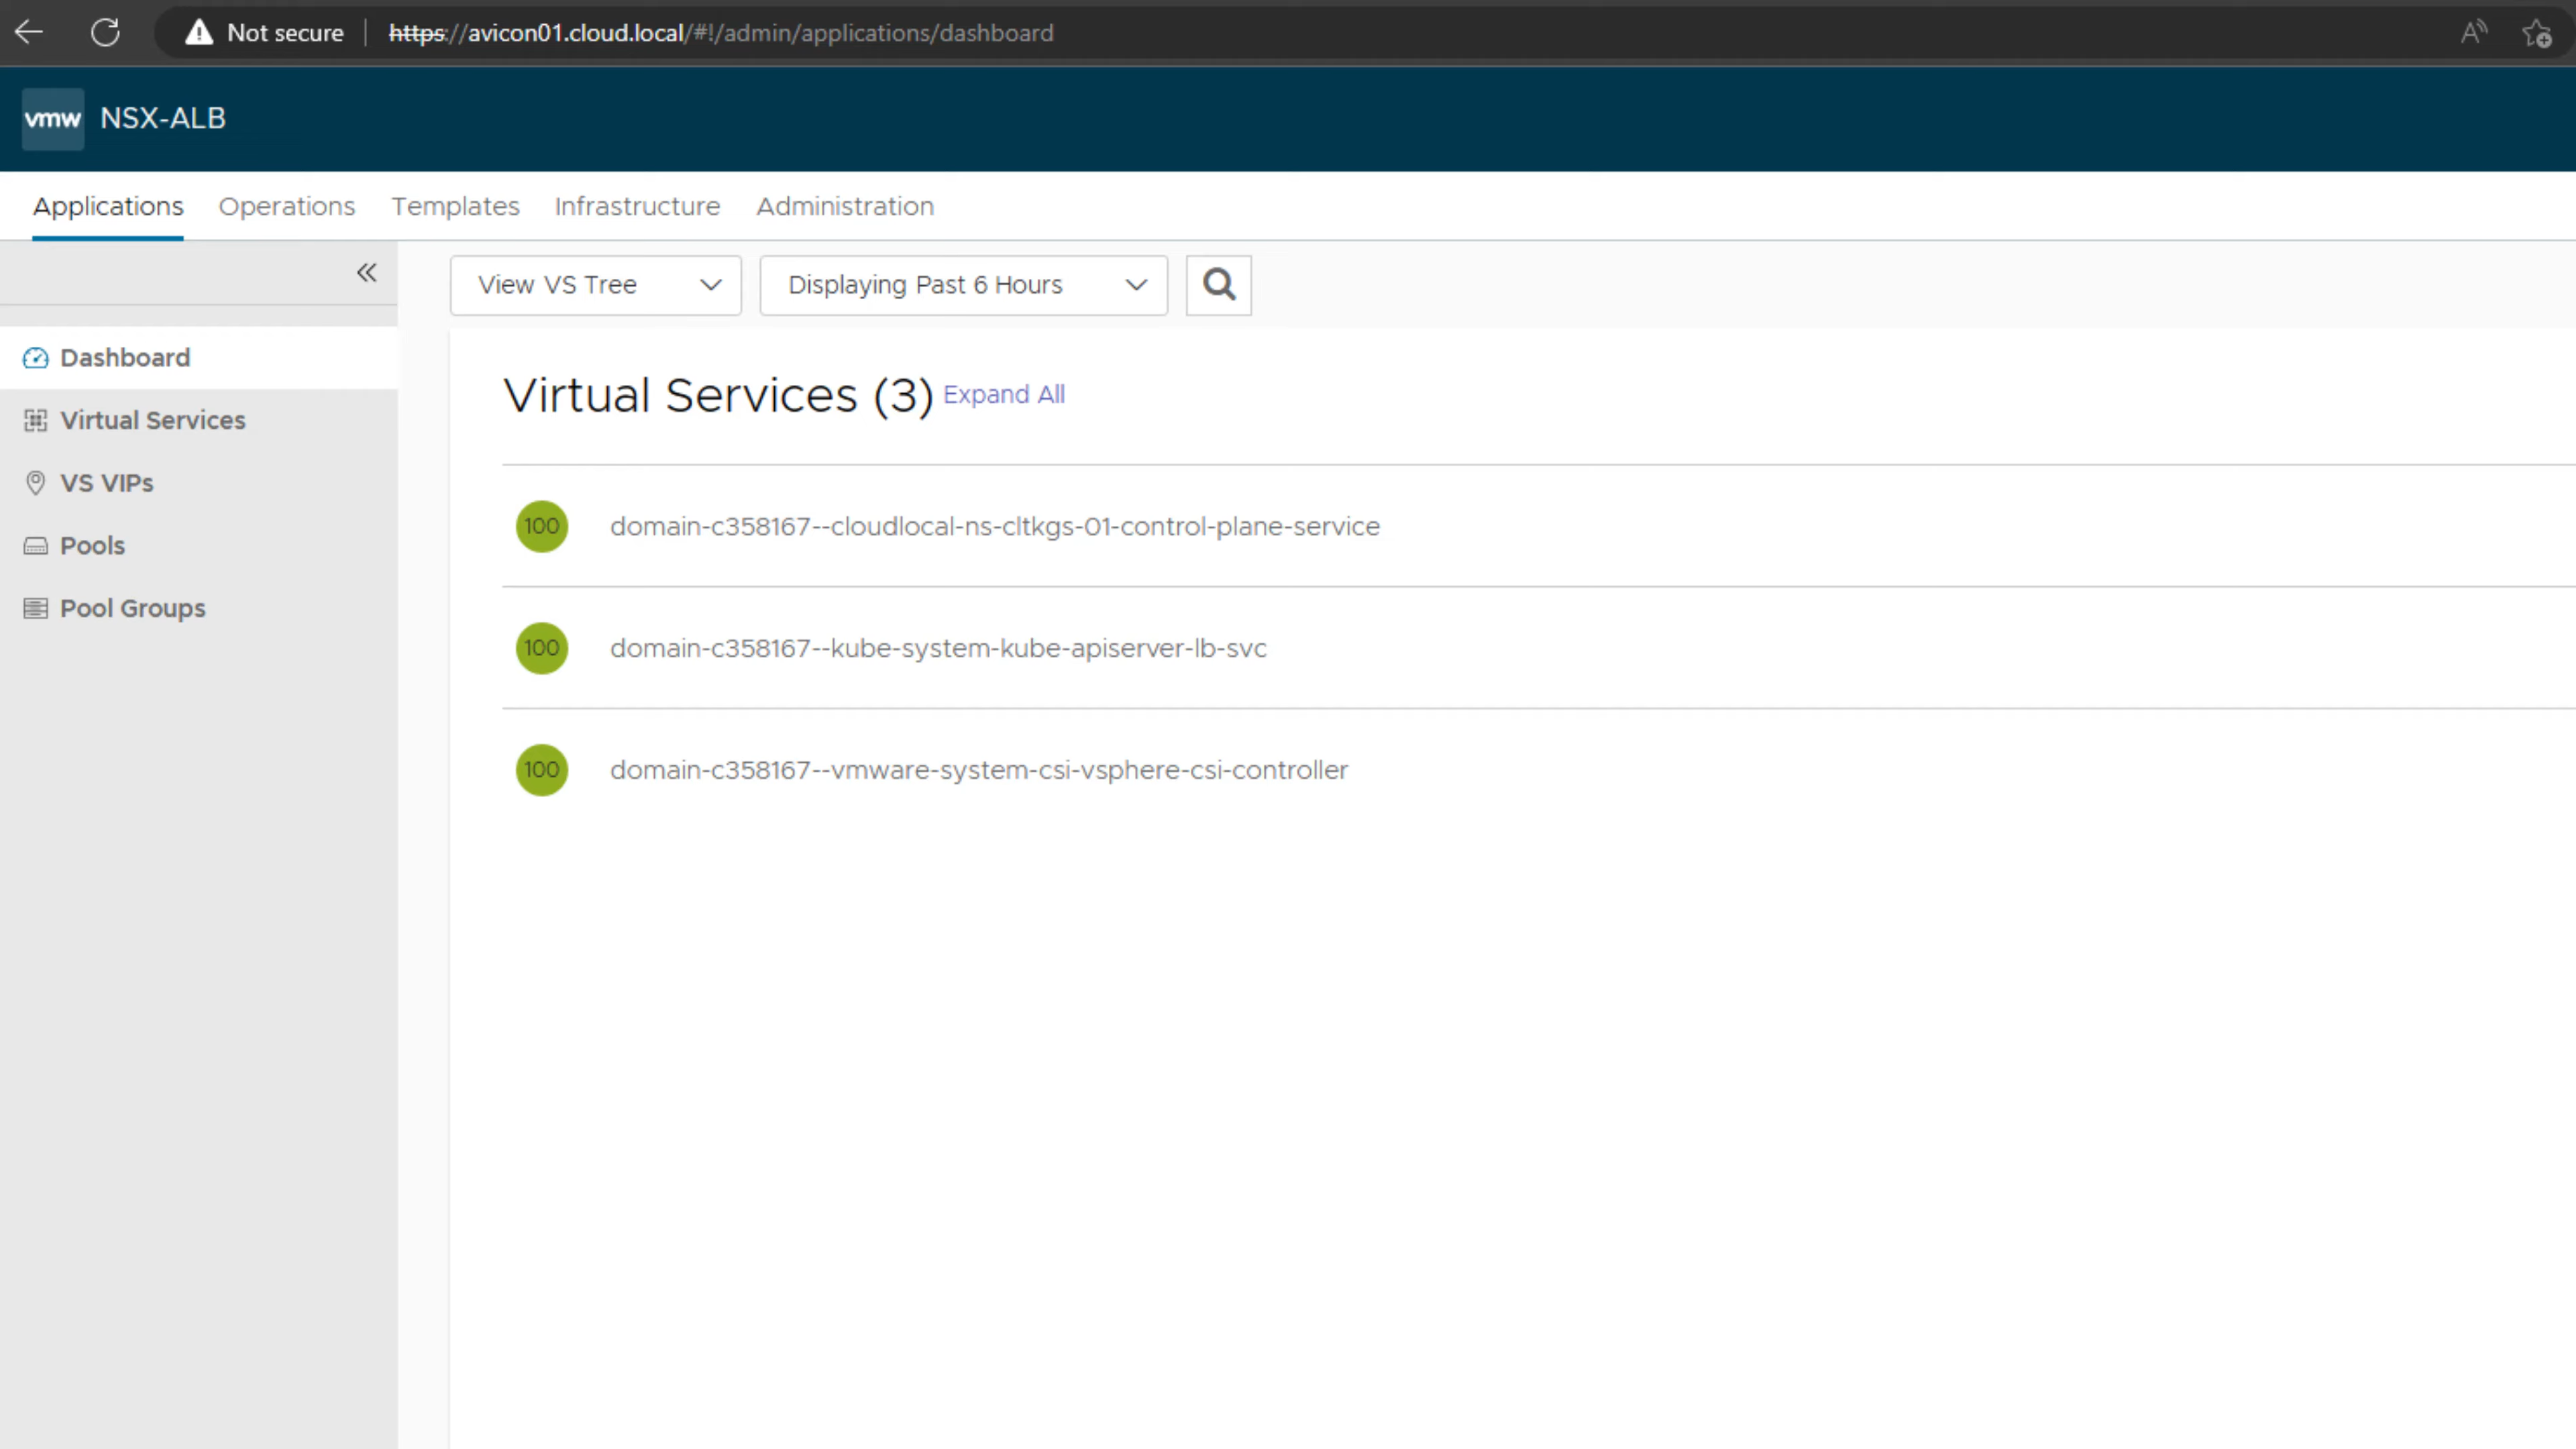 Not secure https://avicon01.cloud.local/#!/admin/applications/dashboard
vmw NSX-ALB
Applications Operations Templates Infrastructure Administration
View VS Tree Displaying Past 6 Hours
Dashboard
Virtual Services
VS VIPs
Pools
Pool Groups
Virtual Services (3) Expand All
100 domain-c358167--cloudlocal-ns-cltkgs-01-control-plane-service
100 domain-c358167--kube-system-kube-apiserver-lb-svc
100 domain-c358167--vmware-system-csi-vsphere-csi-controller